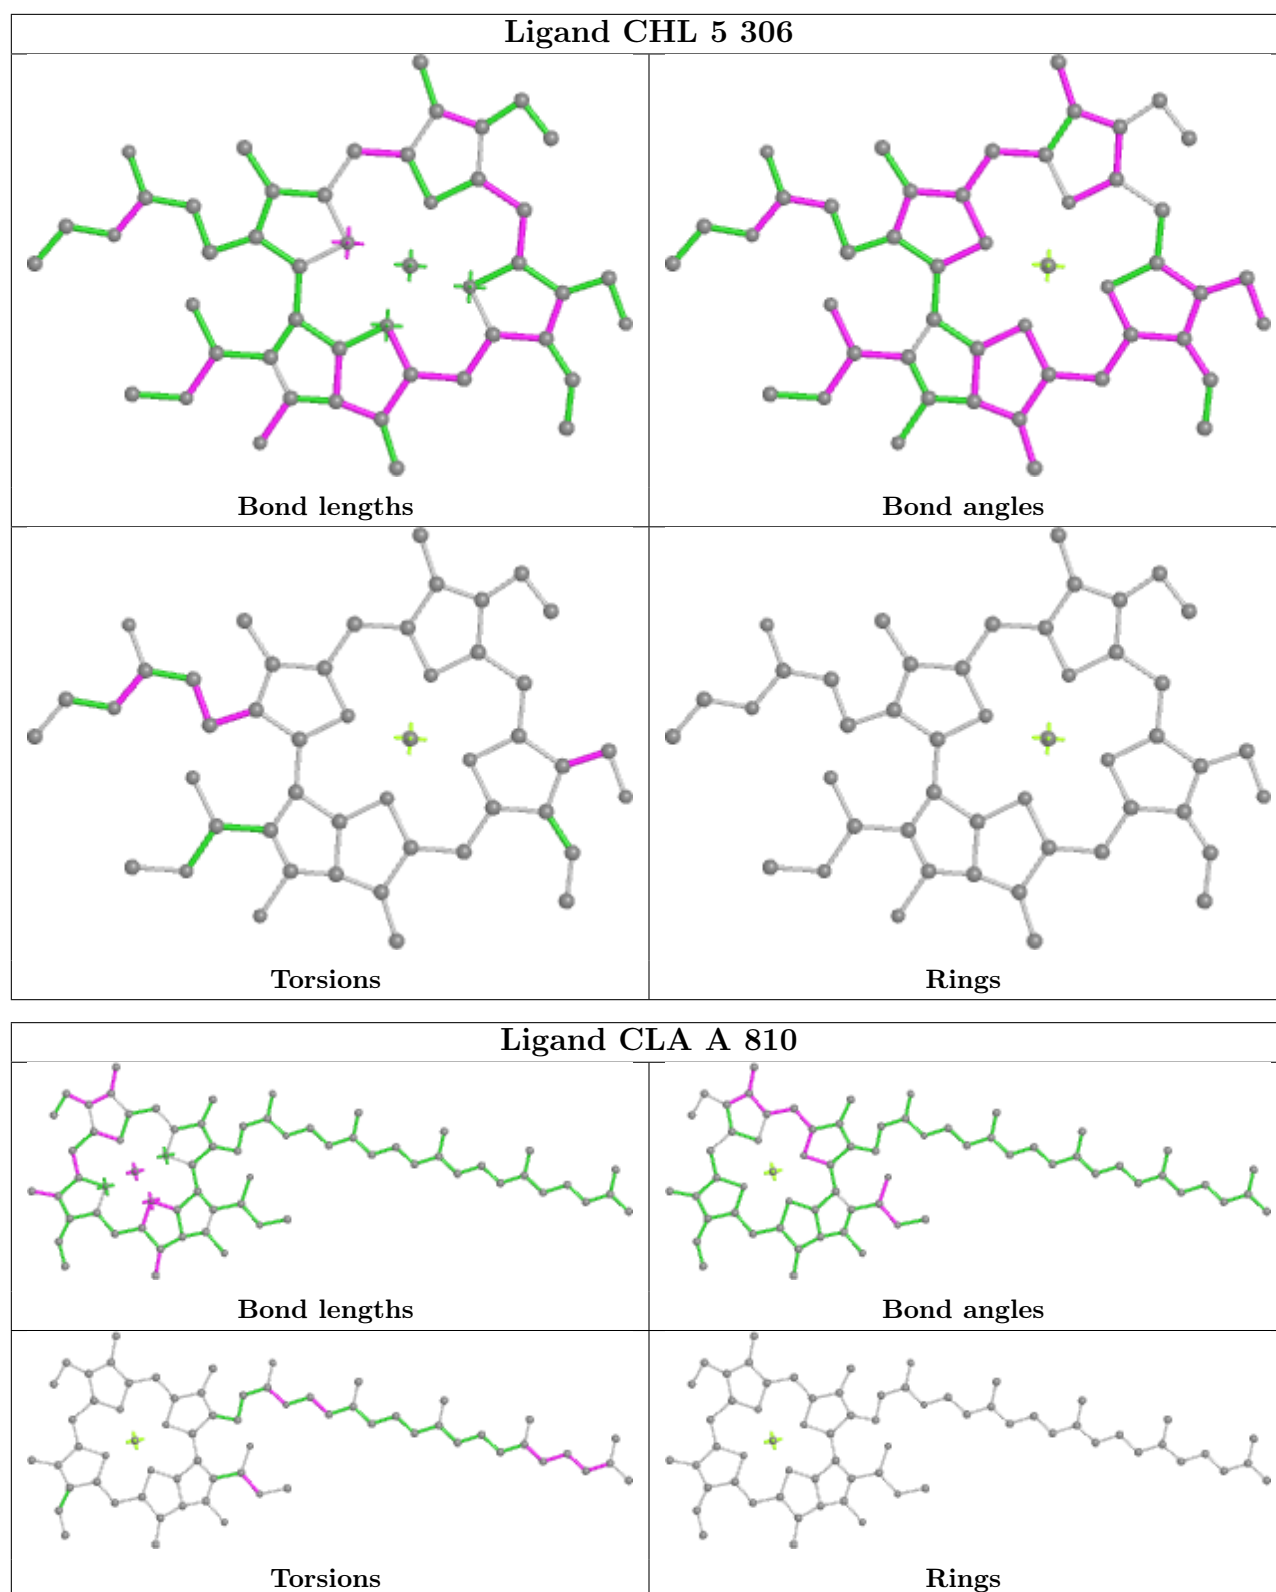 Ligand CHL 5 306
Bond lengths
Bond angles
Torsions
Rings
Ligand CLA A 810
Bond lengths
Bond angles
Torsions
Rings